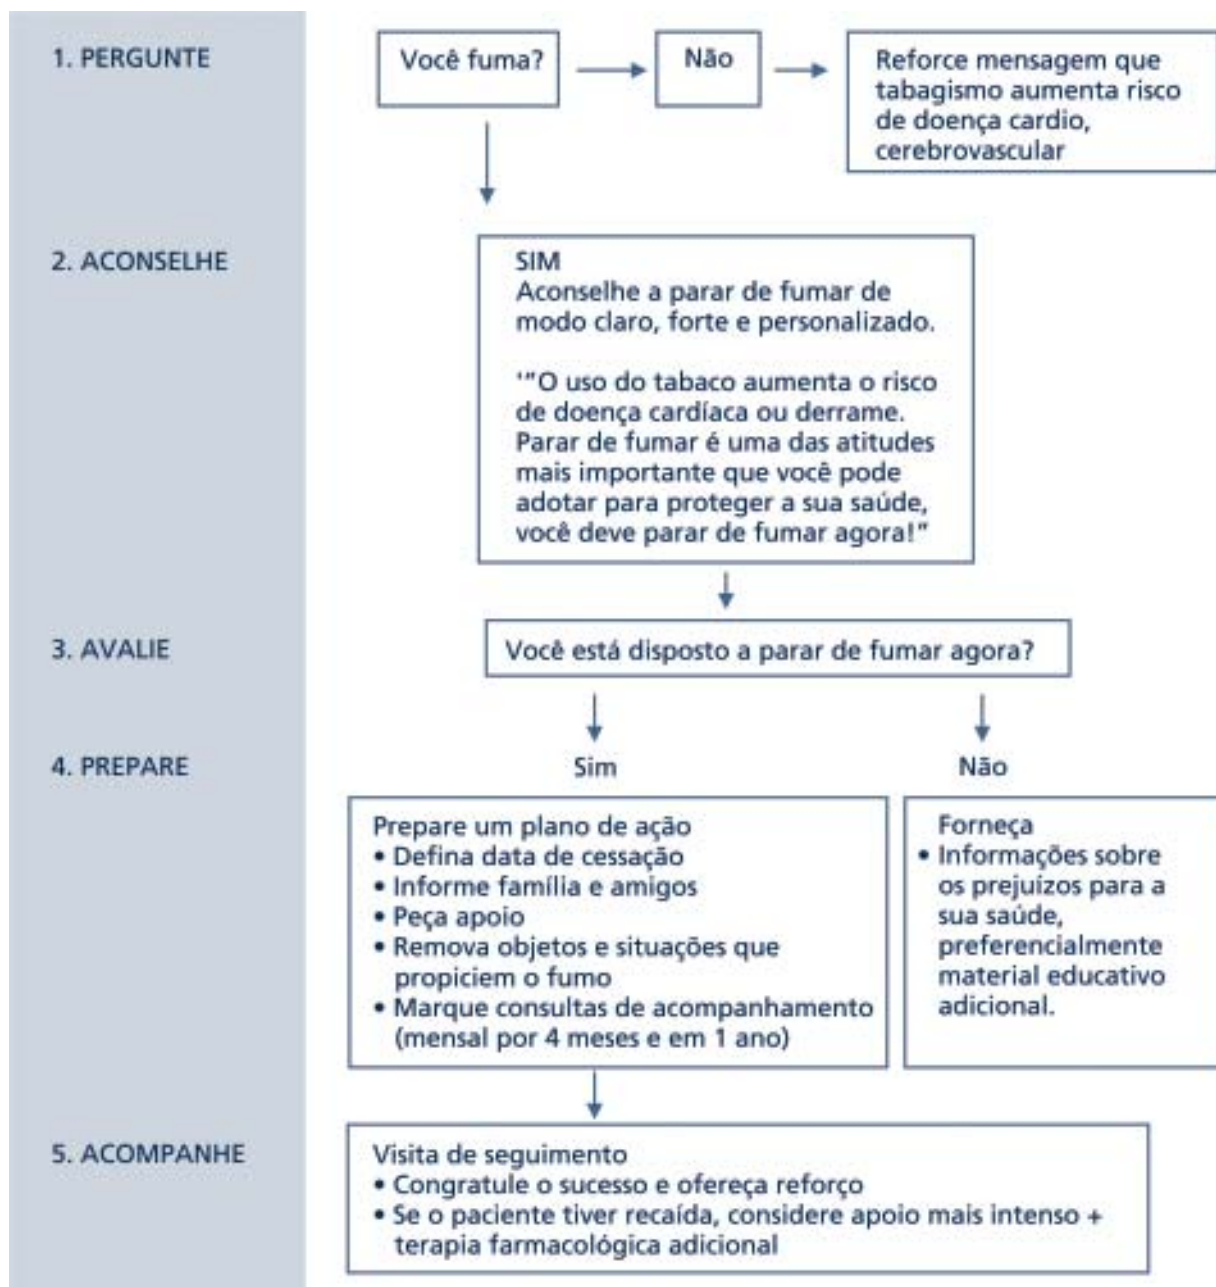 1. PERGUNTE
Você fuma?
Não
Reforce mensagem que
tabagismo aumenta risco
de doença cardio,
cerebrovascular
2. ACONSELHE
SIM
Aconselhe a parar de fumar de
modo claro, forte e personalizado.
'"O uso do tabaco aumenta o risco
de doença cardíaca ou derrame.
Parar de fumar é uma das atitudes
mais importante que você pode
adotar para proteger a sua saúde,
você deve parar de fumar agora!"
3. AVALIE
Você está disposto a parar de fumar agora?
4. PREPARE
Sim
Não
Prepare um plano de ação
• Defina data de cessação
• Informe família e amigos
• Peça apoio
• Remova objetos e situações que
propiciem o fumo
• Marque consultas de acompanhamento
(mensal por 4 meses e em 1 ano)
Forneça
• Informações sobre
os prejuízos para a
sua saúde,
preferencialmente
material educativo
adicional.
5. ACOMPANHE
Visita de seguimento
• Congratule o sucesso e ofereça reforço
• Se o paciente tiver recaída, considere apoio mais intenso +
terapia farmacológica adicional